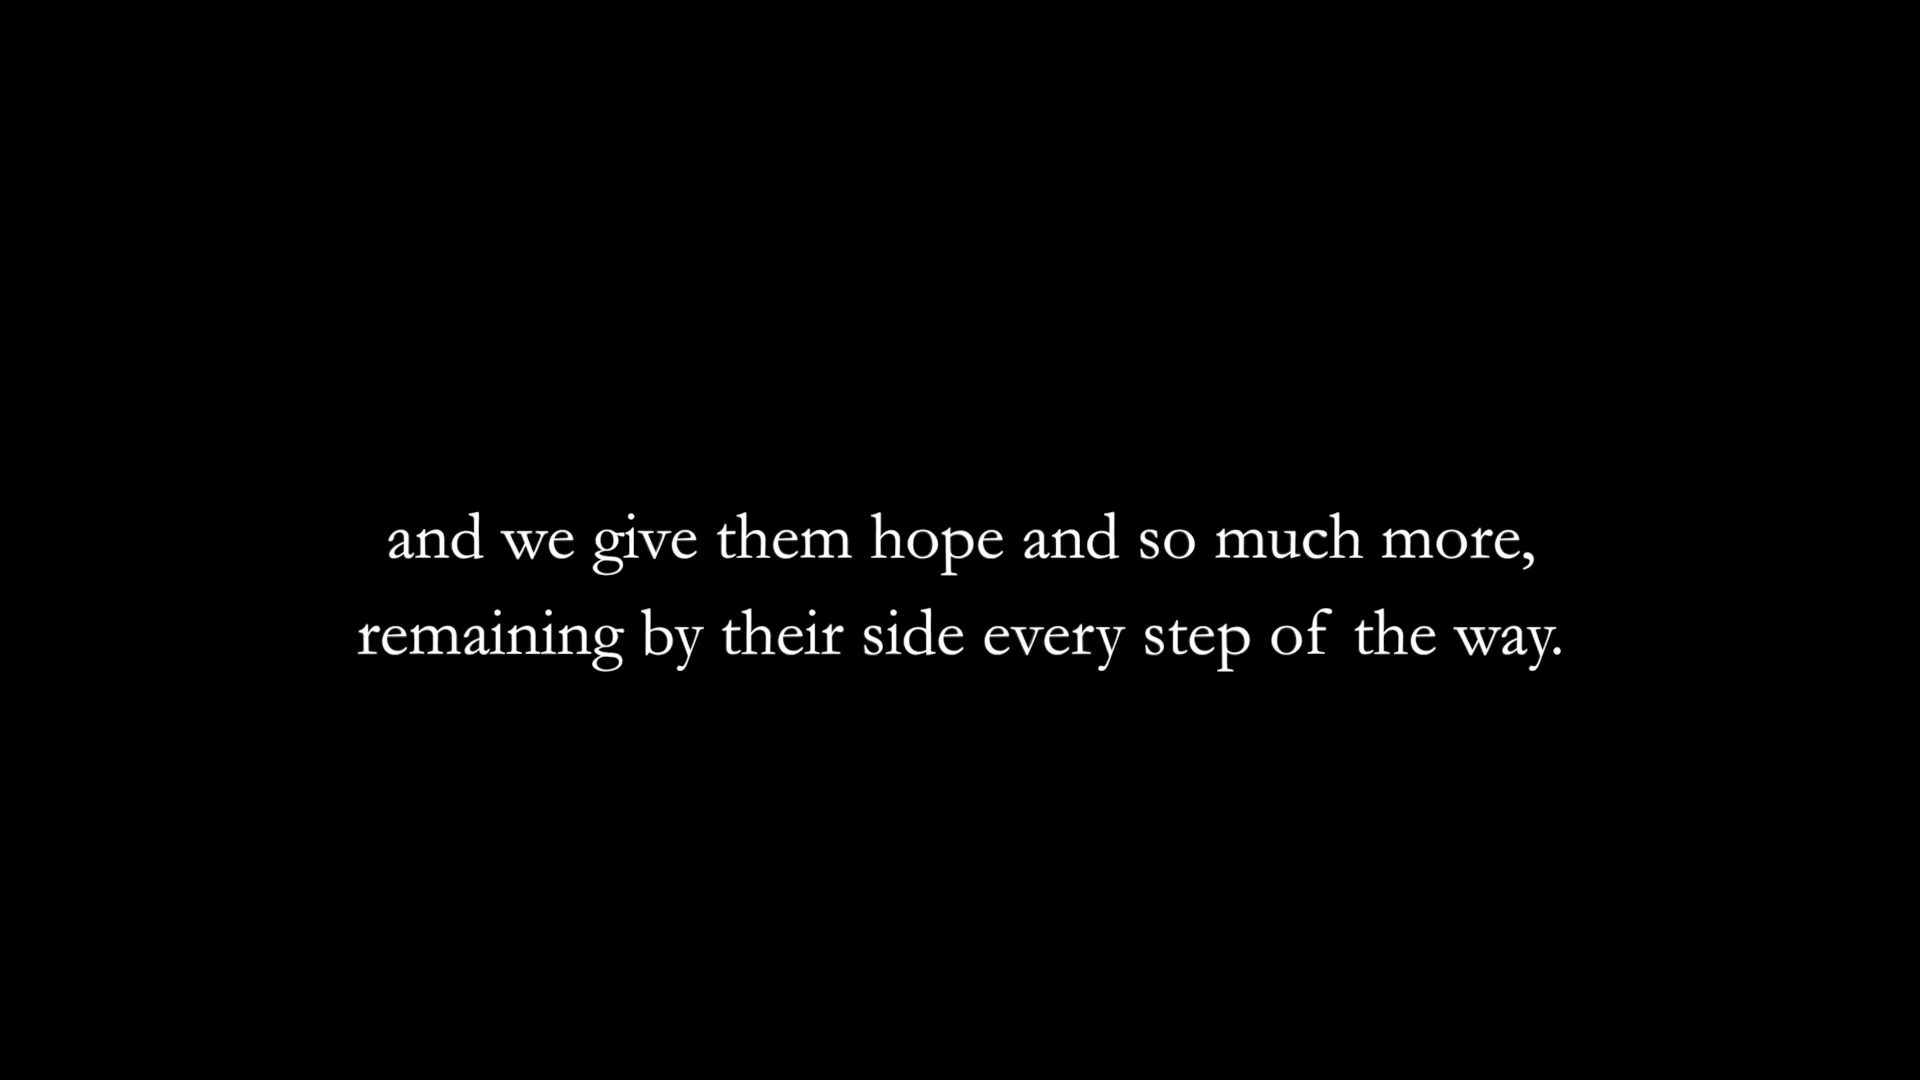 and we give them hope and so much more,
remaining by their side every step of the way.